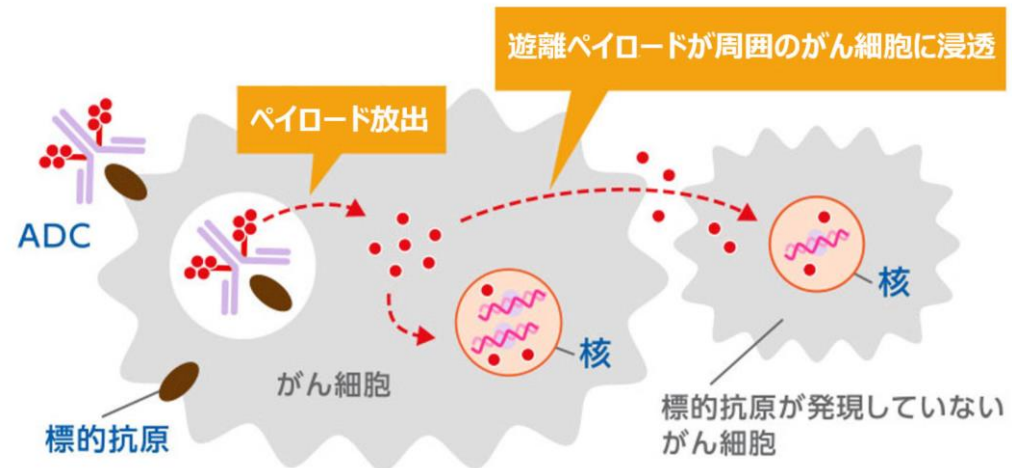 遊離ペイロードが周囲のがん細胞に浸透
ペイロード放出
ADC
核
核
がん細胞
標的抗原
標的抗原が発現していない
がん細胞